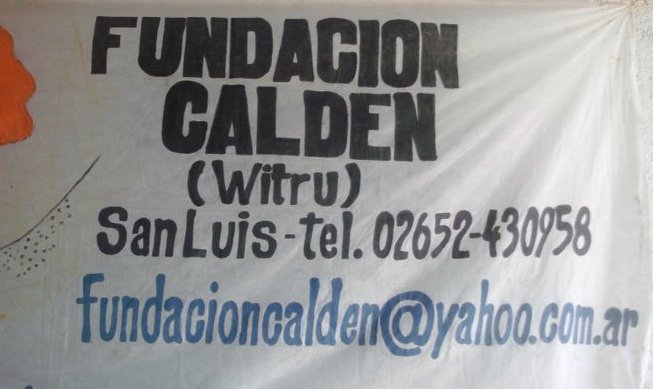 FUNDACION
CALDEN
(Witru)
San Luis - tel. 02652-430958
fundacioncalden@yahoo.com.ar